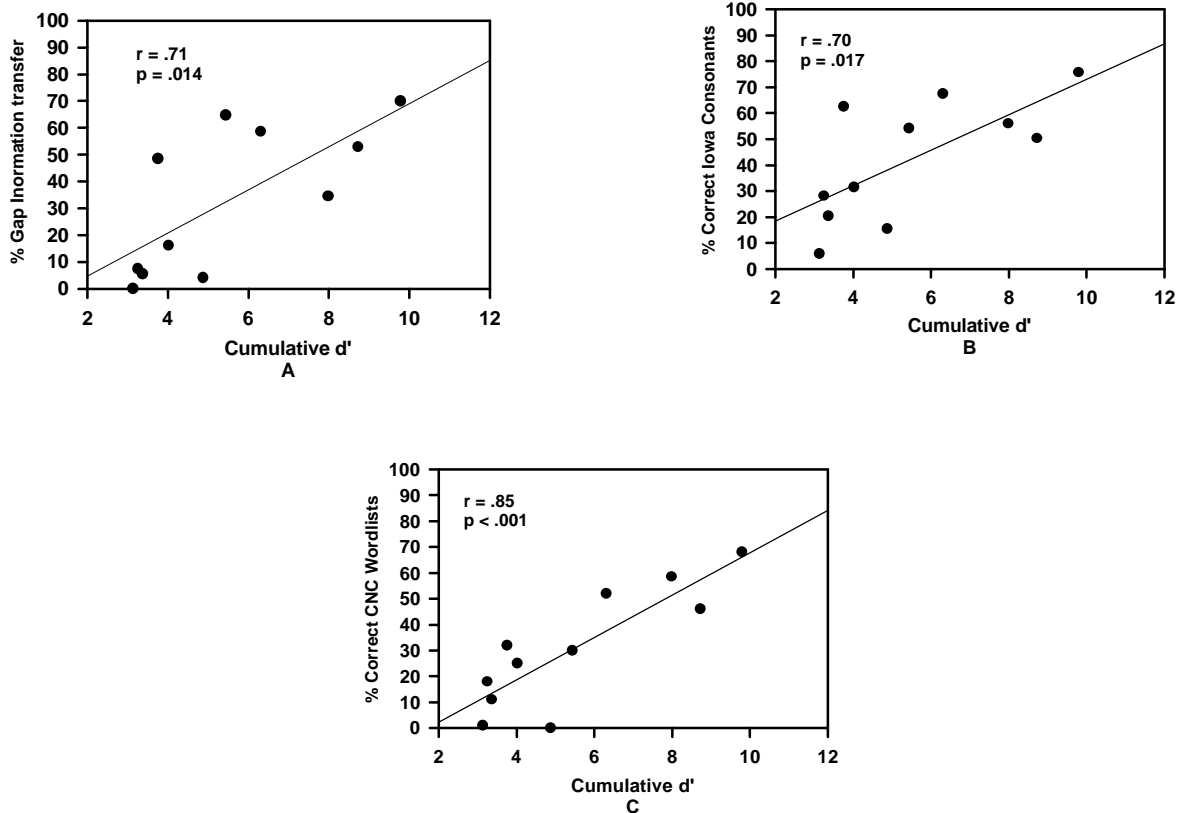 % Gap Inormation transfer
100
90
80
70
60
50
40
30
20
10
0
r = .71
p = .014
2 4 6 8 10 12
Cumulative d'
A
% Correct Iowa Consonants
100
90
80
70
60
50
40
30
20
10
0
r = .70
p = .017
2 4 6 8 10 12
Cumulative d'
B
% Correct CNC Wordlists
100
90
80
70
60
50
40
30
20
10
0
r = .85
p < .001
2 4 6 8 10 12
Cumulative d'
C